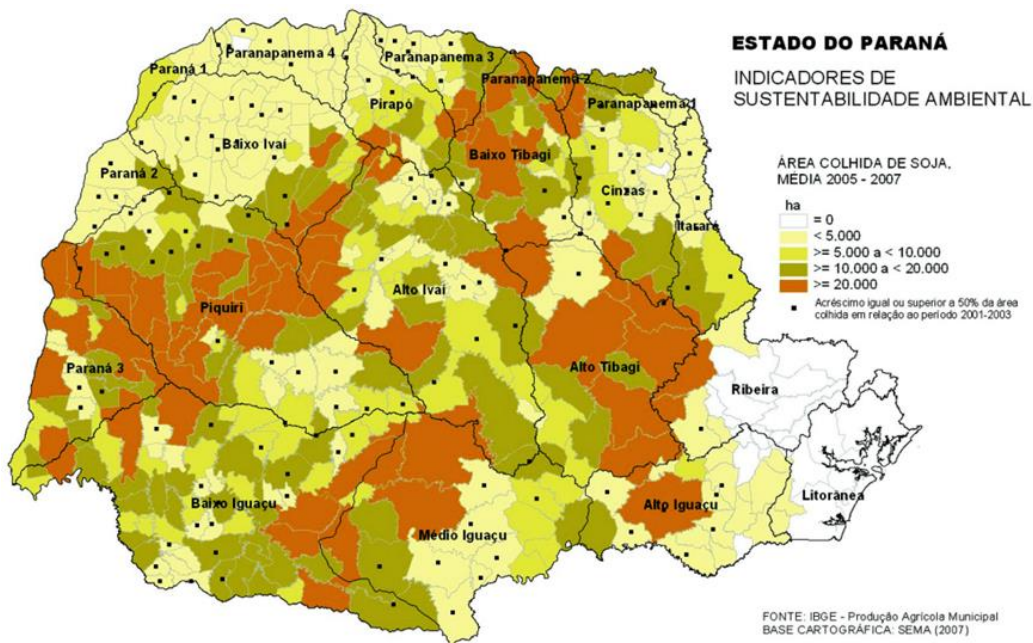 ESTADO DO PARANÁ
INDICADORES DE
SUSTENTABILIDADE AMBIENTAL
ÁREA COLHIDA DE SOJA,
MÉDIA 2005 - 2007
ha
= 0
< 5.000
>= 5.000 a < 10.000
>= 10.000 a < 20.000
>= 20.000
Acréscimo igual ou superior a 50% da área
colhida em relação ao período 2001-2003
Paranapanema 4
Paranapanema 3
Paraná 1
Paranapanema 2
Pirapó
Paranapanema 1
Baixo Ivaí
Baixo Tibagi
Paraná 2
Cinzas
Itararé
Alto Ivaí
Piquiri
Paraná 3
Alto Tibagi
Ribeira
Baixo Iguaçu
Alto Iguaçu
Litorânea
Médio Iguaçu
FONTE: IBGE - Produção Agrícola Municipal
BASE CARTOGRÁFICA: SEMA (2007)